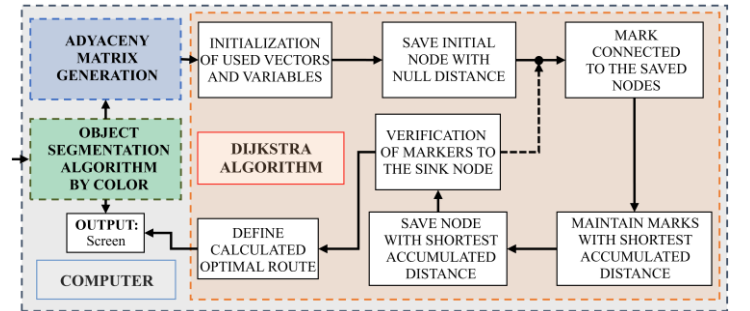 ADYACENY
MATRIX
GENERATION
INITIALIZATION
OF USED VECTORS
AND VARIABLES
SAVE INITIAL
NODE WITH
NULL DISTANCE
MARK
CONNECTED
TO THE SAVED
NODES
OBJECT
SEGMENTATION
ALGORITHM
BY COLOR
DIJKSTRA
ALGORITHM
VERIFICATION
OF MARKERS TO
THE SINK NODE
OUTPUT:
Screen
DEFINE
CALCULATED
OPTIMAL ROUTE
SAVE NODE
WITH SHORTEST
ACCUMULATED
DISTANCE
MAINTAIN MARKS
WITH SHORTEST
ACCUMULATED
DISTANCE
COMPUTER